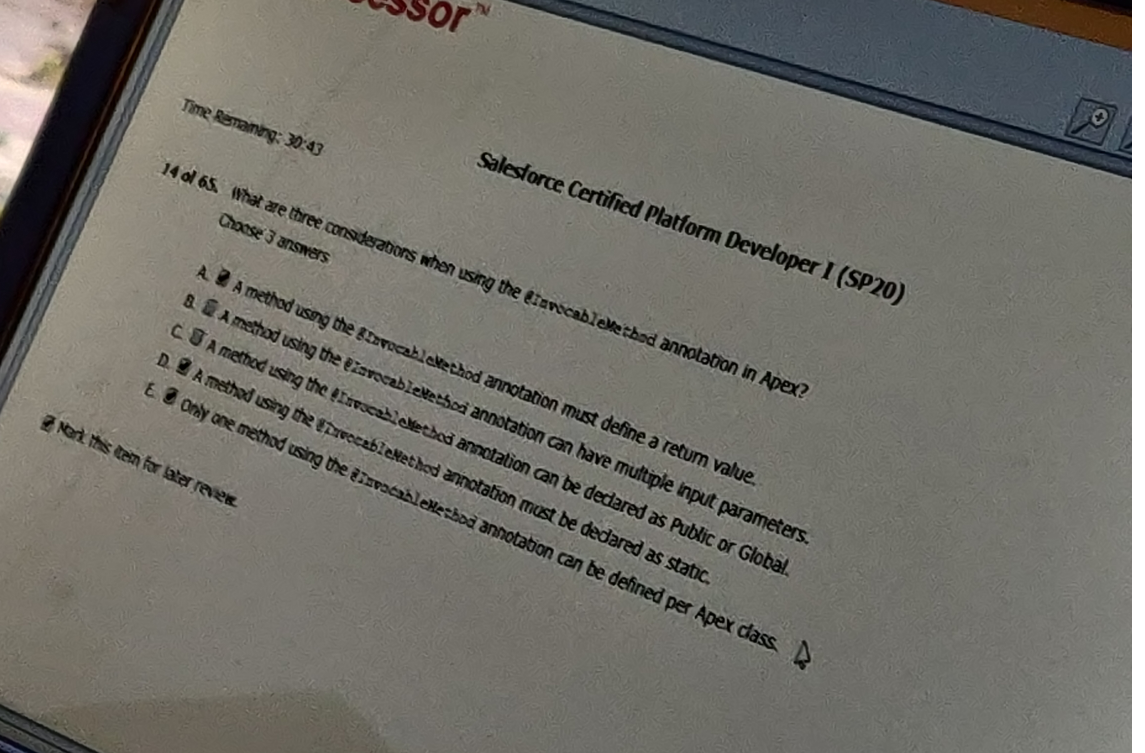 essor™
Time Remaining: 30:43
Salesforce Certified Platform Developer I (SP20)
14 of 65. What are three considerations when using the @InvocableMethod annotation in Apex?
Choose 3 answers
A. A method using the @InvocableMethod annotation must define a return value.
B. A method using the @InvocableMethod annotation can have multiple input parameters.
C. A method using the @InvocableMethod annotation can be declared as Public or Global.
D. A method using the @InvocableMethod annotation must be declared as static.
E. Only one method using the @InvocableMethod annotation can be defined per Apex class.
Mark this item for later review.